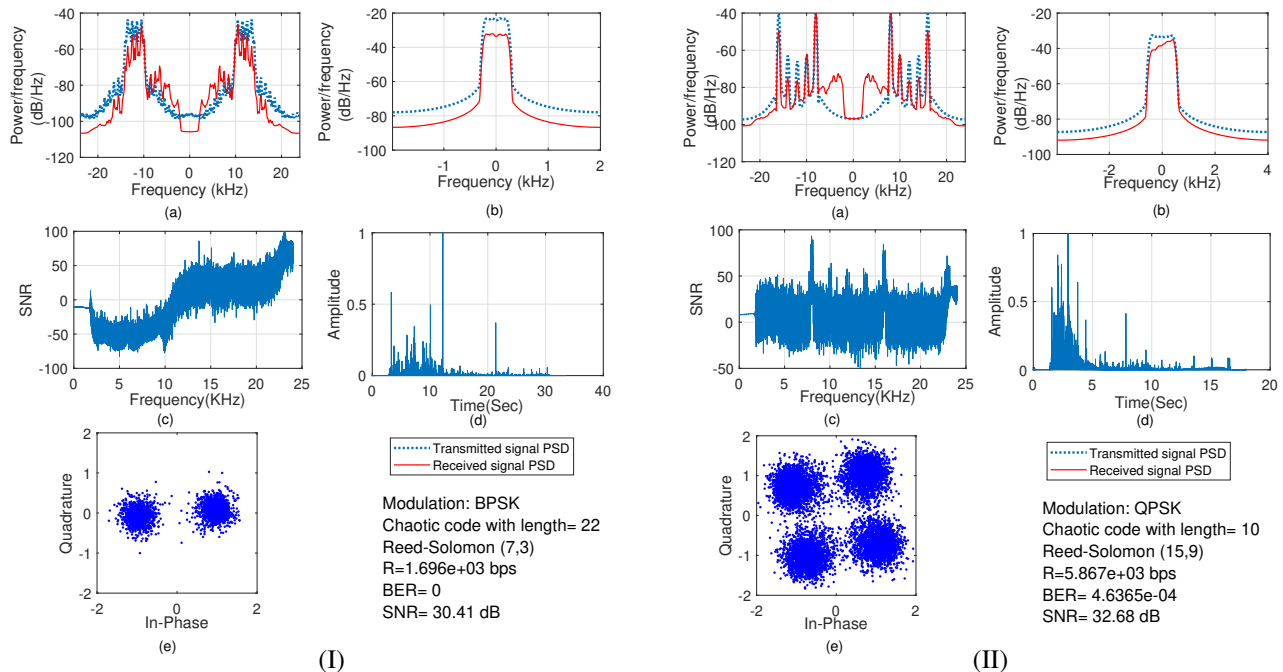 Power/frequency
(dB/Hz)
-40
-60
-80
-100
-120
-20
-10
0
10
20
Frequency (kHz)
(a)
Power/frequency
(dB/Hz)
-20
-40
-60
-80
-100
-1
0
1
2
Frequency (kHz)
(b)
SNR
100
50
0
-50
-100
0
5
10
15
20
25
Frequency(KHz)
(c)
Amplitude
1
0.5
0
0
10
20
30
40
Time(Sec)
(d)
Quadrature
2
1
0
-1
-2
-2
0
2
In-Phase
(e)
Transmitted signal PSD
Received signal PSD
Modulation: BPSK
Chaotic code with length= 22
Reed-Solomon (7,3)
R=1.696e+03 bps
BER= 0
SNR= 30.41 dB
(I)
Power/frequency
(dB/Hz)
-40
-60
-80
-100
-120
-20
-10
0
10
20
Frequency (kHz)
(a)
Power/frequency
(dB/Hz)
-20
-40
-60
-80
-100
-2
0
2
4
Frequency (kHz)
(b)
SNR
100
50
0
-50
0
5
10
15
20
25
Frequency(KHz)
(c)
Amplitude
1
0.5
0
0
5
10
15
20
Time(Sec)
(d)
Quadrature
2
1
0
-1
-2
-2
0
2
In-Phase
(e)
Transmitted signal PSD
Received signal PSD
Modulation: QPSK
Chaotic code with length= 10
Reed-Solomon (15,9)
R=5.867e+03 bps
BER= 4.6365e-04
SNR= 32.68 dB
(II)